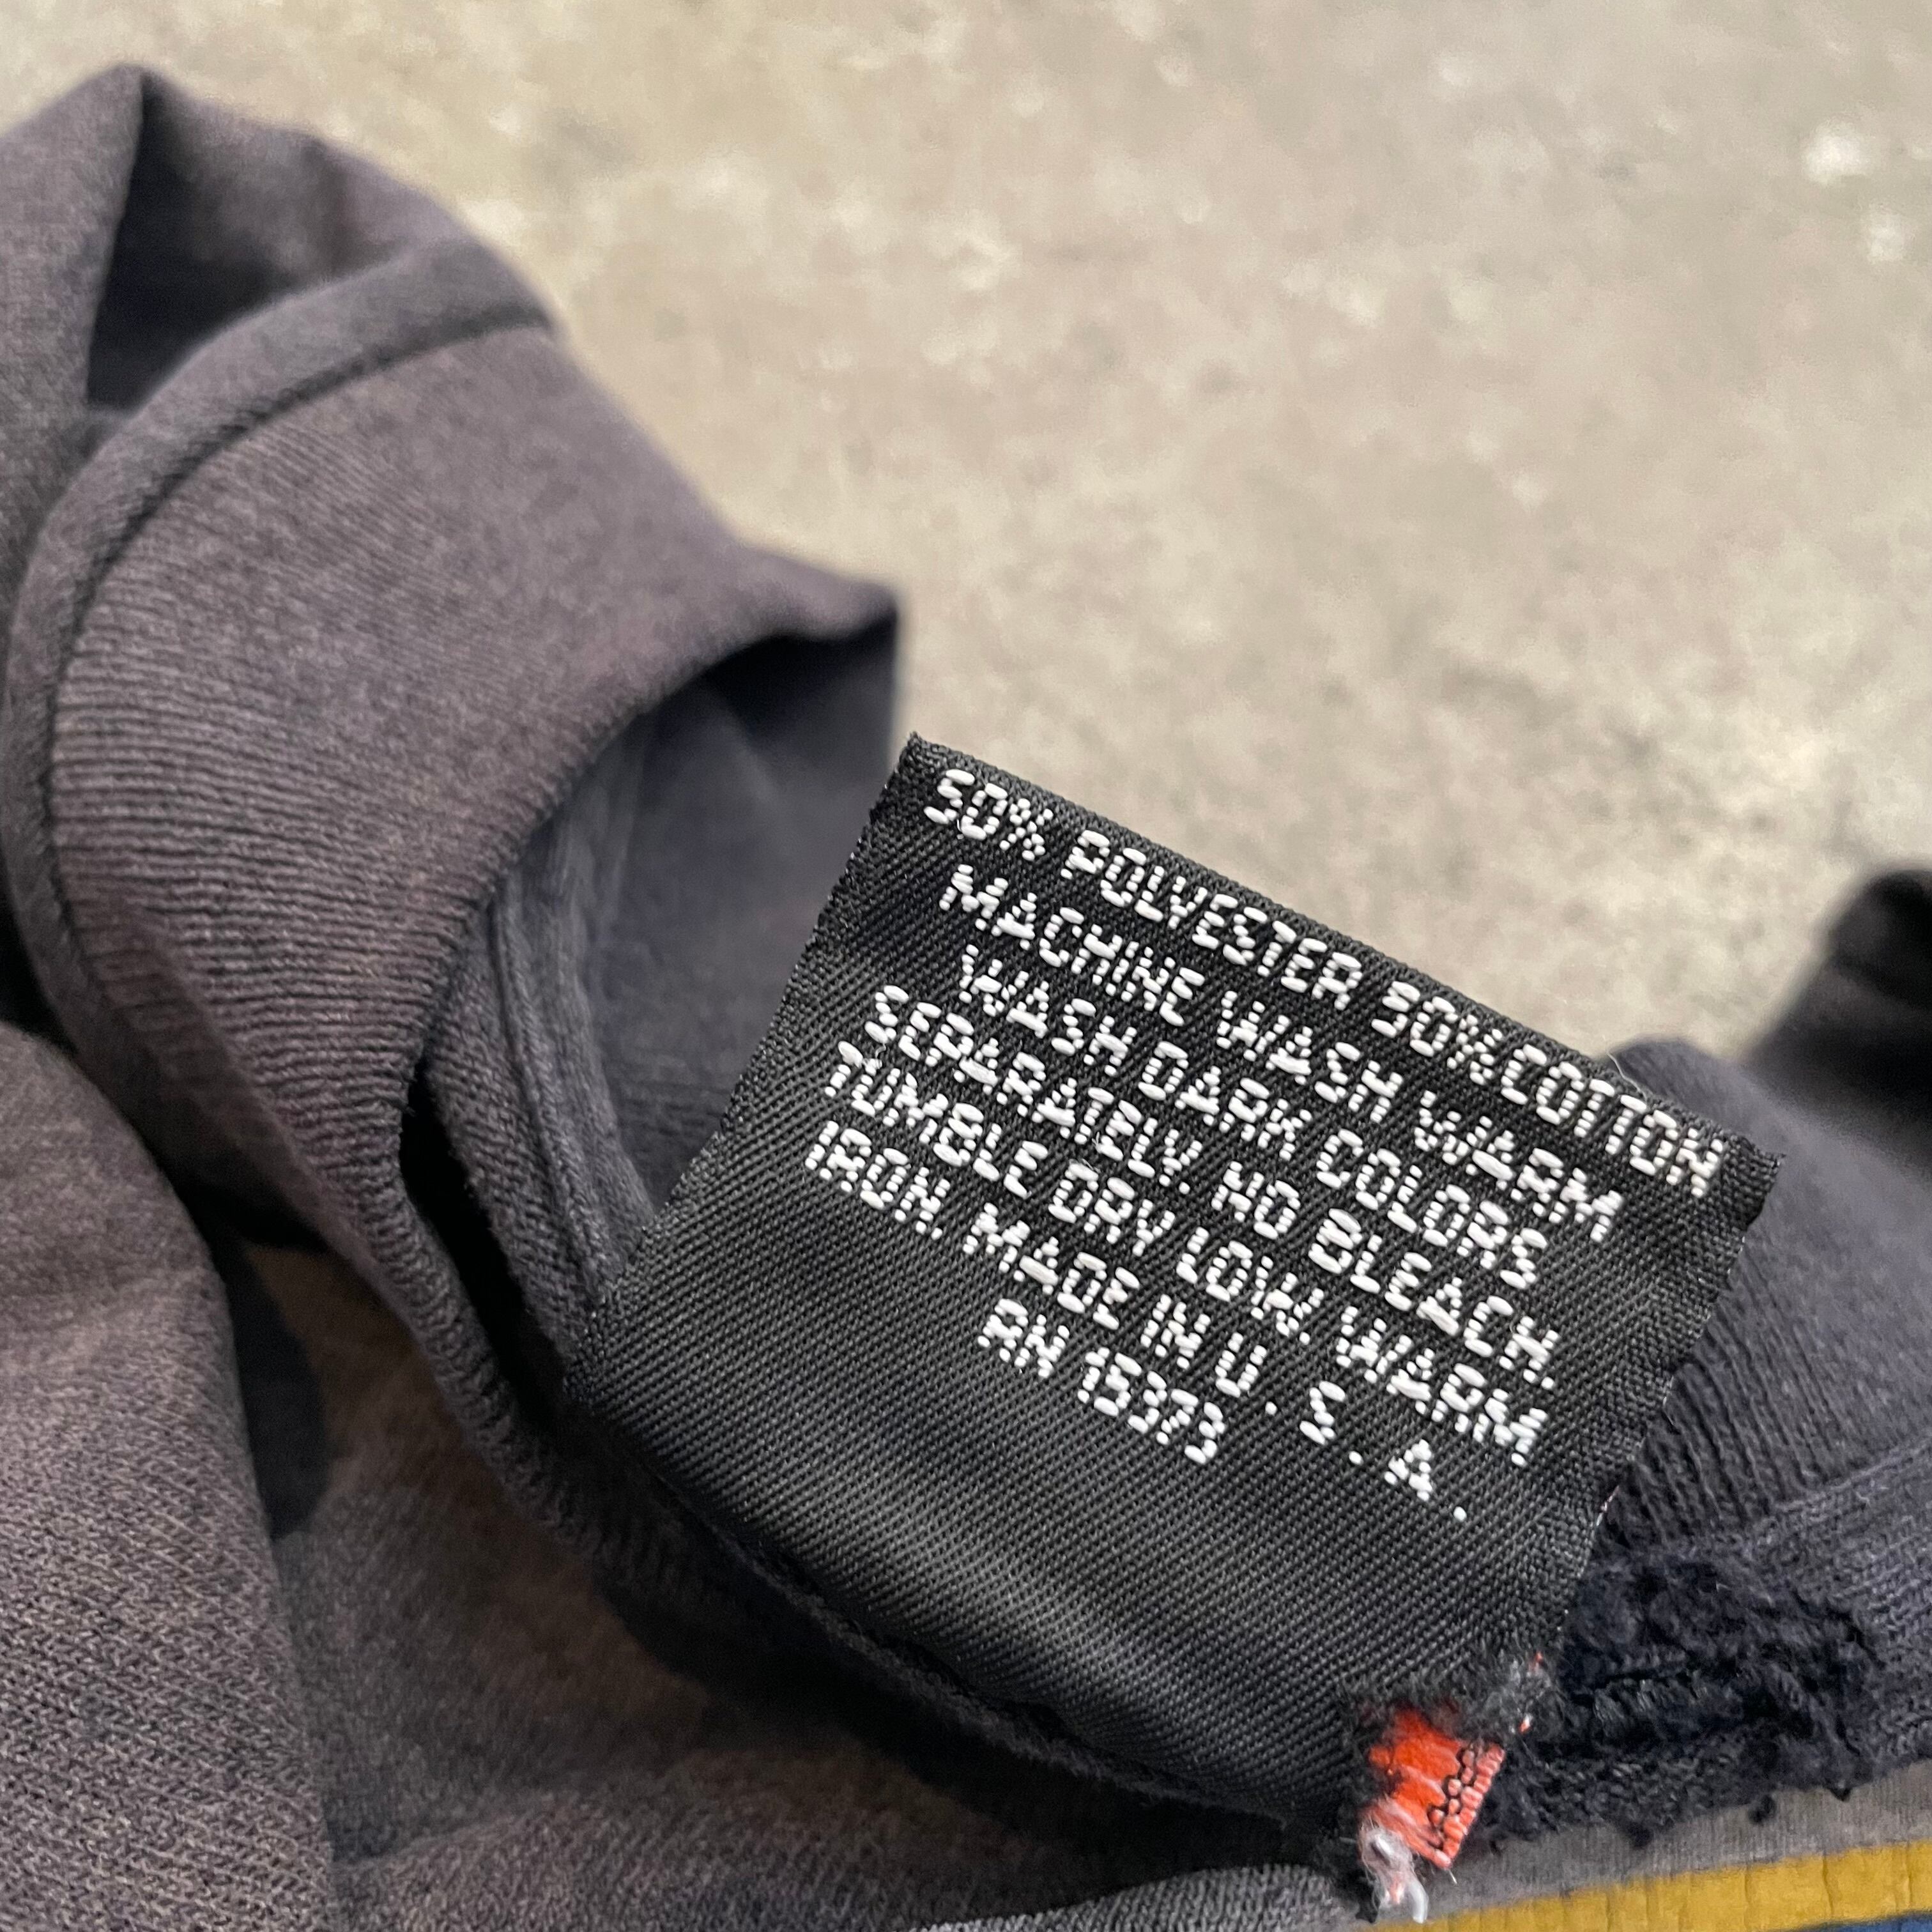 50% POLYESTER 50% COTTON
MACHINE WASH WARM
WASH DARK COLORS
SEPARATELY. NO BLEACH.
TUMBLE DRY LOW. WARM
IRON. MADE IN U.S.A.
RN 15373